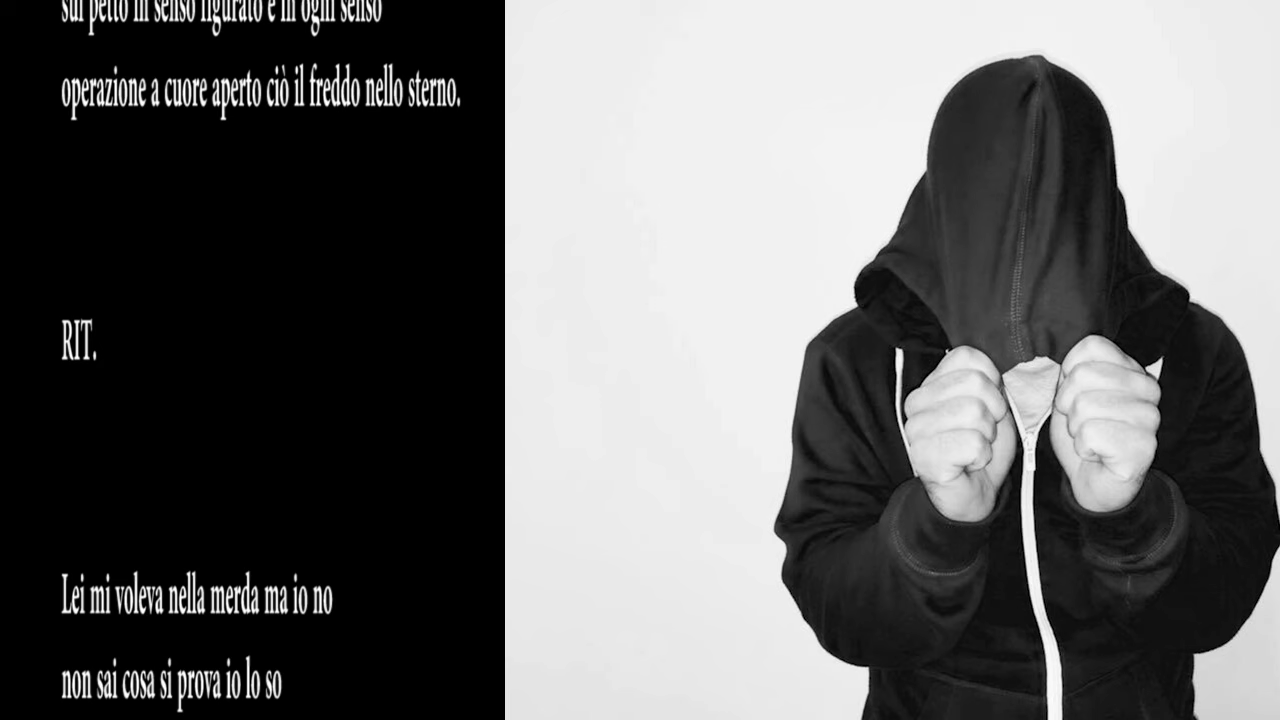 sul petto in senso figurato e in ogni senso
operazione a cuore aperto ciò il freddo nello sterno.
RIT.
Lei mi voleva nella merda ma io no
non sai cosa si prova io lo so